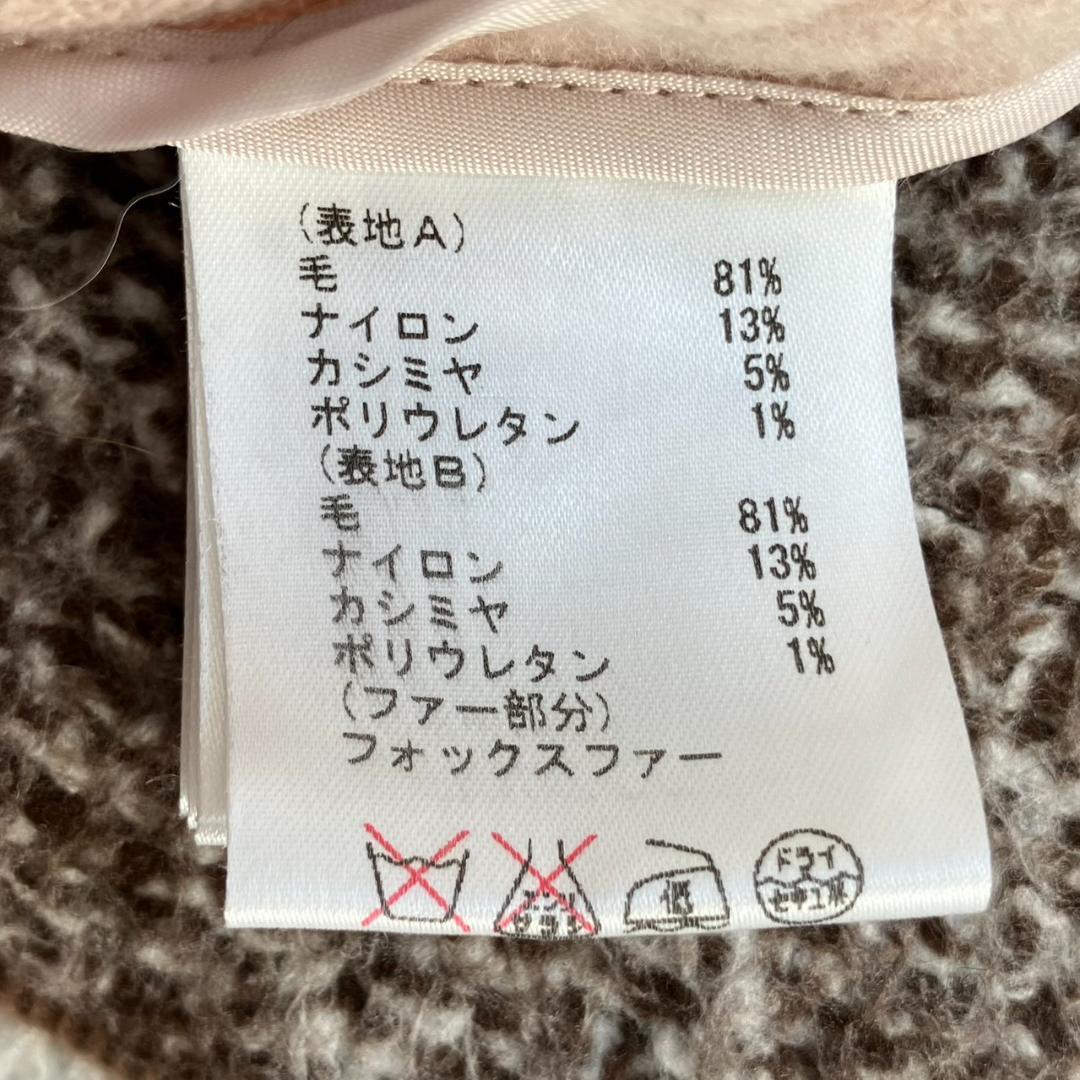 (表地A)
毛 81%
ナイロン 13%
カシミヤ 5%
ポリウレタン 1%
(表地B)
毛 81%
ナイロン 13%
カシミヤ 5%
ポリウレタン 1%
(ファー部分)
フォックスファー
低
ドライ